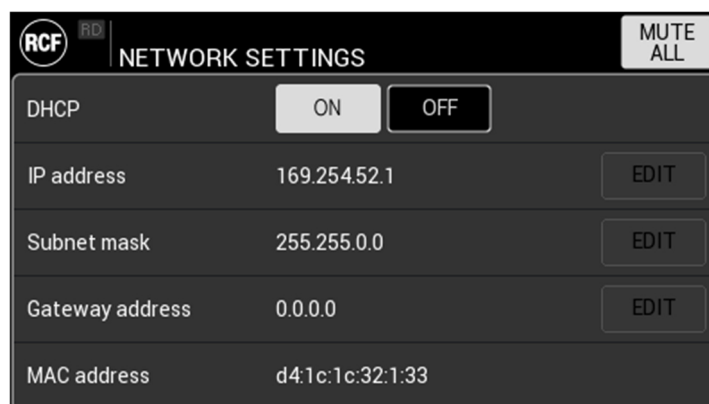 RCF RD NETWORK SETTINGS MUTE
ALL
DHCP ON OFF
IP address 169.254.52.1 EDIT
Subnet mask 255.255.0.0 EDIT
Gateway address 0.0.0.0 EDIT
MAC address d4:1c:1c:32:1:33